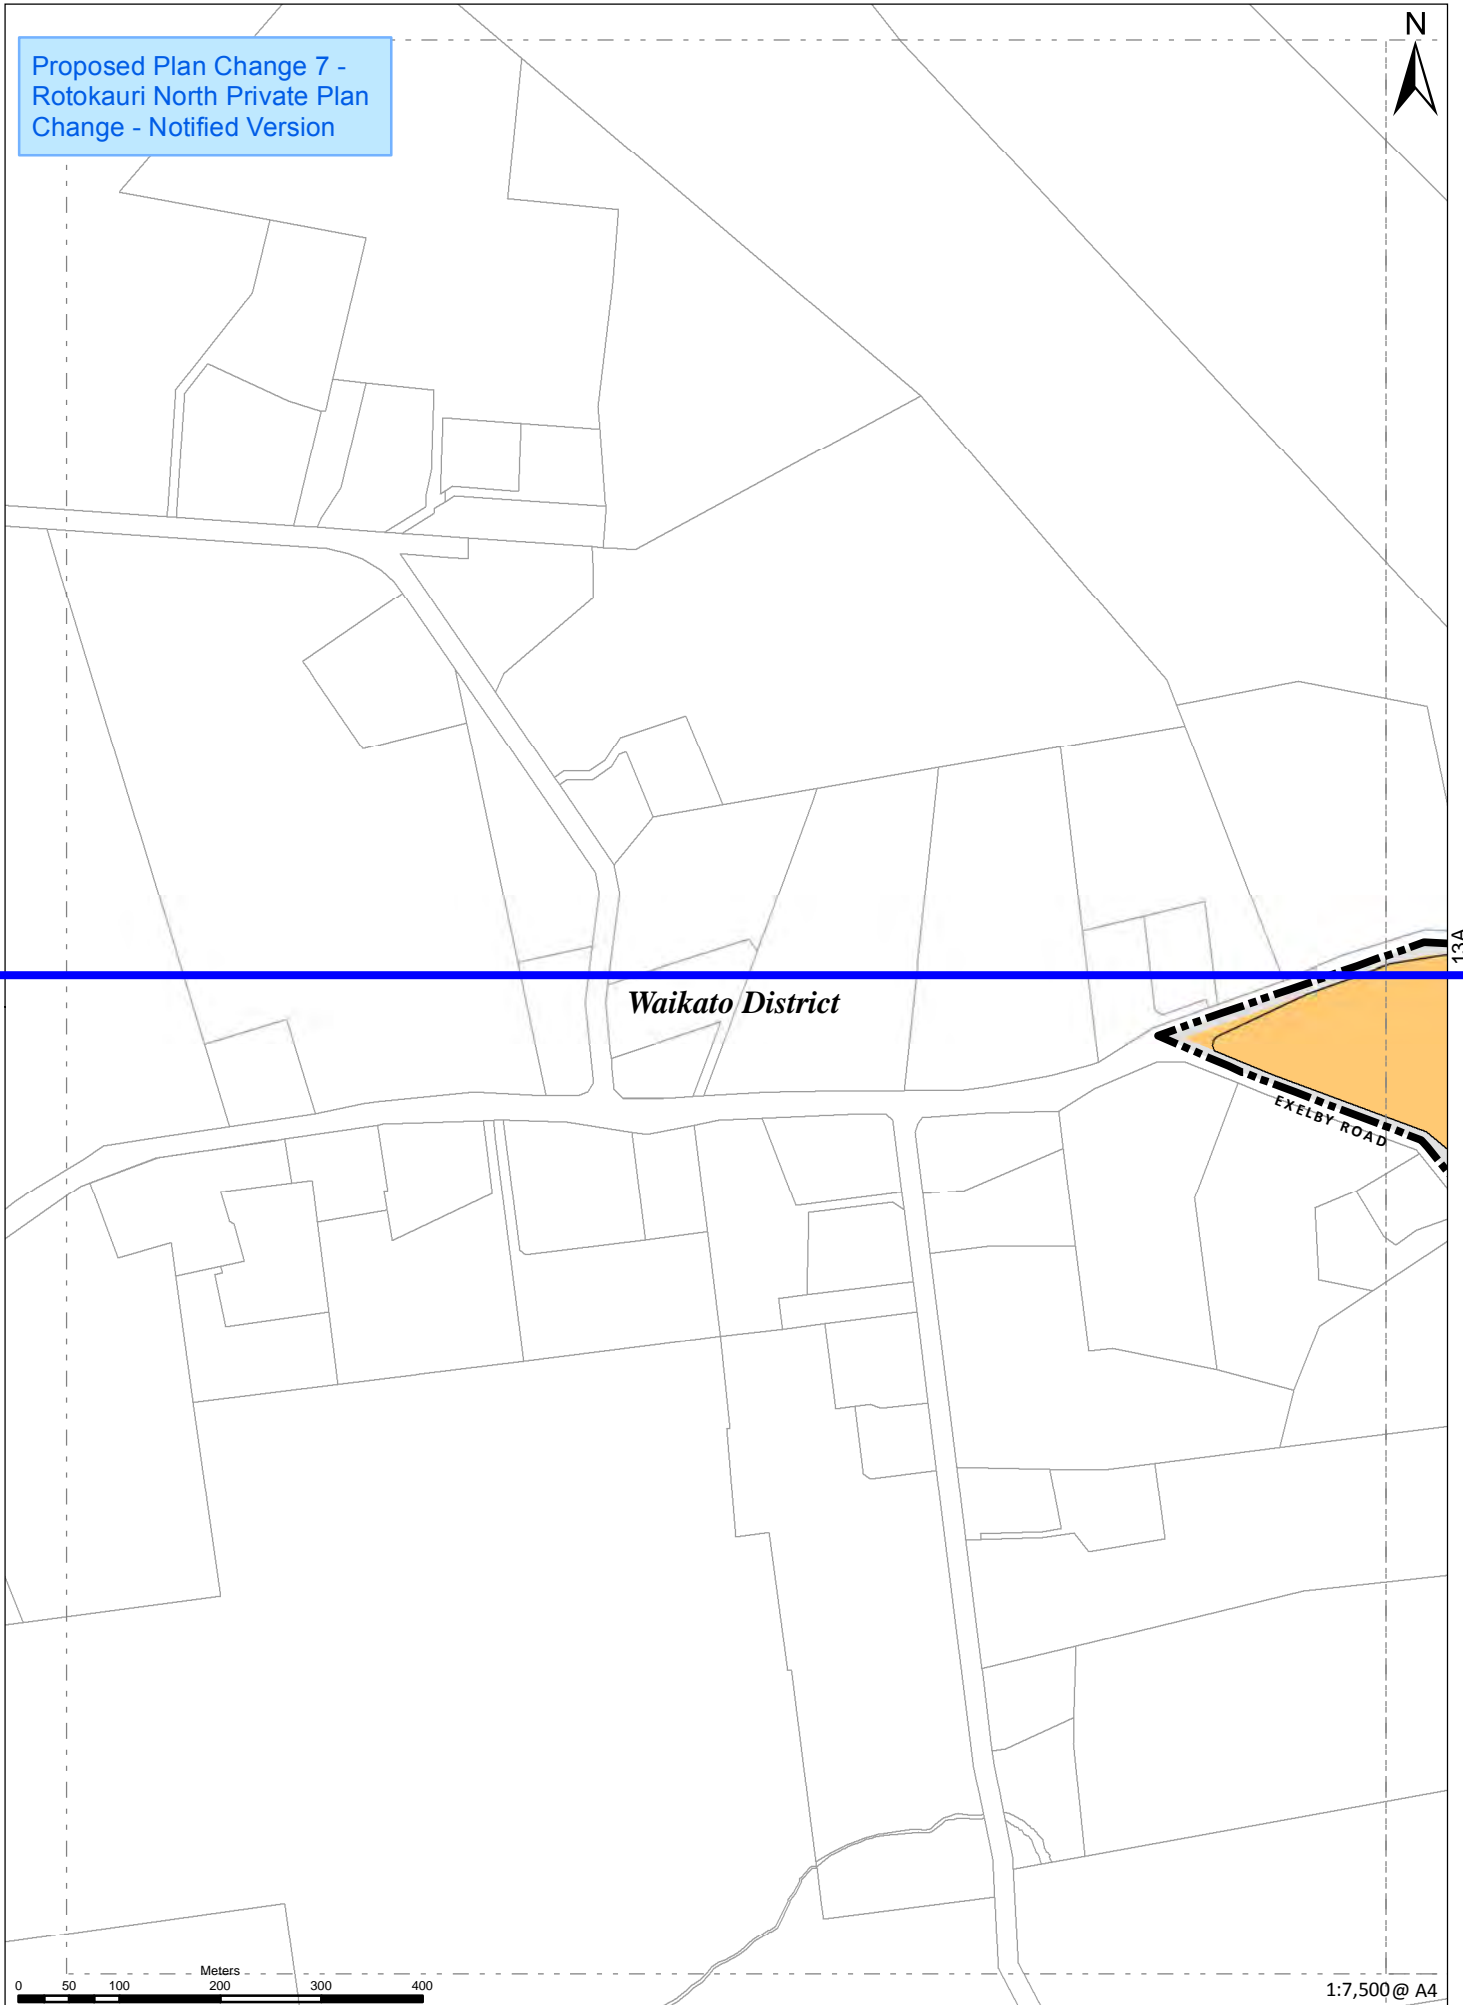 N
Proposed Plan Change 7 -
Rotokauri North Private Plan
Change - Notified Version
13A
Waikato District
EXELBY ROAD
Meters
0 50 100 200 300 400
1:7,500@ A4